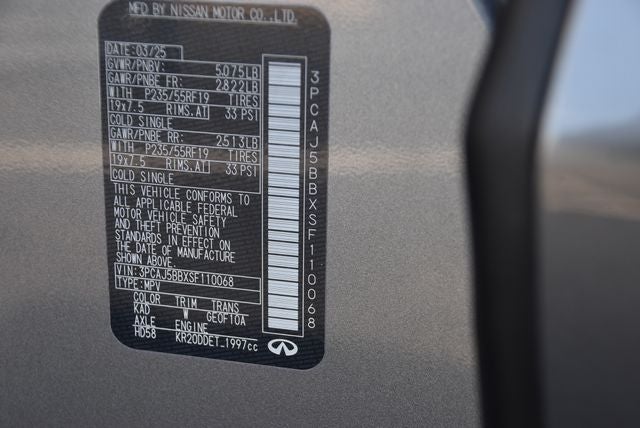 MFD BY NISSAN MOTOR CO.,LTD.
DATE: 03/25
GVWR/PNBV: 5075LB
GAWR/PNBE FR: 2822LB
WITH P235/55RF19 TIRES
19x7.5 RIMS.AT 33 PSI
COLD SINGLE
GAWR/PNBE RR: 2513LB
WITH P235/55RF19 TIRES
19x7.5 RIMS.AT 33 PSI
COLD SINGLE
THIS VEHICLE CONFORMS TO
ALL APPLICABLE FEDERAL
MOTOR VEHICLE SAFETY
AND THEFT PREVENTION
STANDARDS IN EFFECT ON
THE DATE OF MANUFACTURE
SHOWN ABOVE.
VIN: 3PCAJ5BBXSF110068
TYPE: MPV
COLOR TRIM TRANS
KAD W GE0FT0A
AXLE ENGINE
HD58 KR20DDET_1997cc
3PCAJ5BBXSF110068